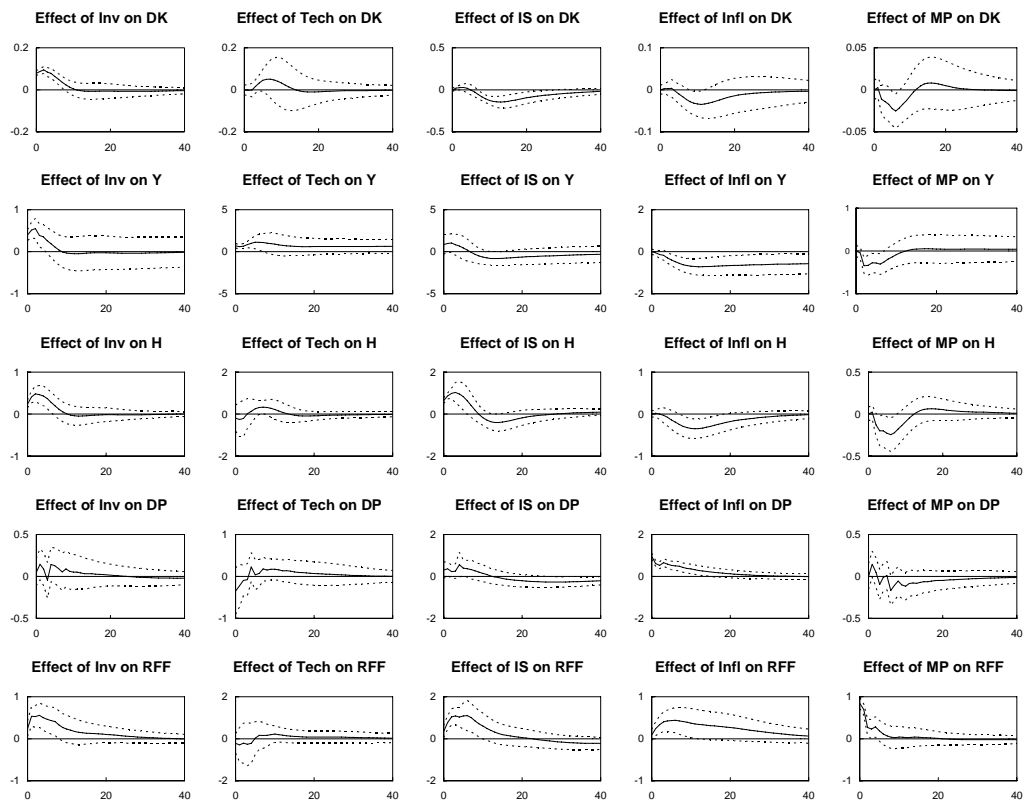 Effect of Inv on DK Effect of Tech on DK Effect of IS on DK Effect of Infl on DK Effect of MP on DK
0.2 0.2 0.5 0.1 0.05
0 0 0 0 0
-0.2 -0.2 -0.5 -0.1 -0.05
0 20 40 0 20 40 0 20 40 0 20 40 0 20 40
Effect of Inv on Y Effect of Tech on Y Effect of IS on Y Effect of Infl on Y Effect of MP on Y
1 5 5 2 1
0 0 0 0 0
-1 -5 -5 -2 -1
0 20 40 0 20 40 0 20 40 0 20 40 0 20 40
Effect of Inv on H Effect of Tech on H Effect of IS on H Effect of Infl on H Effect of MP on H
1 2 2 1 0.5
0 0 0 0 0
-1 -2 -2 -1 -0.5
0 20 40 0 20 40 0 20 40 0 20 40 0 20 40
Effect of Inv on DP Effect of Tech on DP Effect of IS on DP Effect of Infl on DP Effect of MP on DP
0.5 1 2 2 0.5
0 0 0 0 0
-0.5 -1 -2 -2 -0.5
0 20 40 0 20 40 0 20 40 0 20 40 0 20 40
Effect of Inv on RFF Effect of Tech on RFF Effect of IS on RFF Effect of Infl on RFF Effect of MP on RFF
1 2 2 1 1
0 0 0 0 0
-1 -2 -2 -1 -1
0 20 40 0 20 40 0 20 40 0 20 40 0 20 40